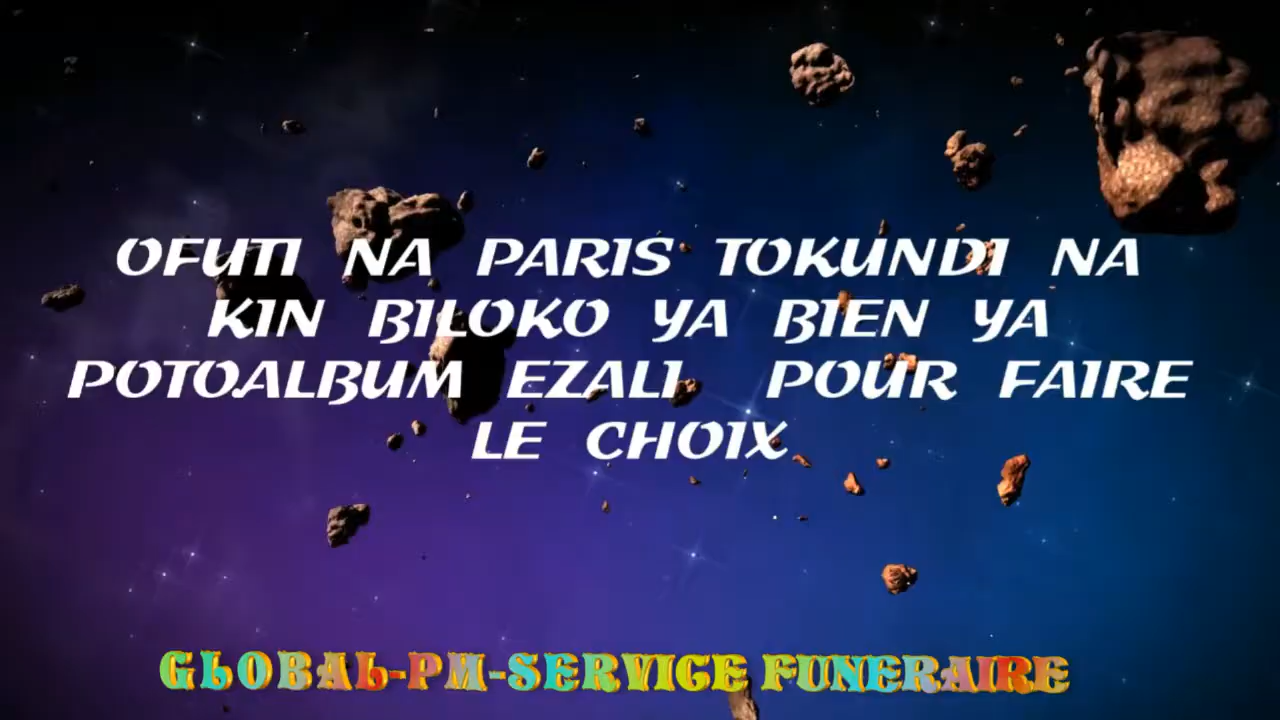 OFUTI NA PARIS TOKUNDI NA
KIN BILOKO YA BIEN YA
POTOALBUM EZALI POUR FAIRE
LE CHOIX
GLOBAL-PM-SERVICE FUNERAIRE